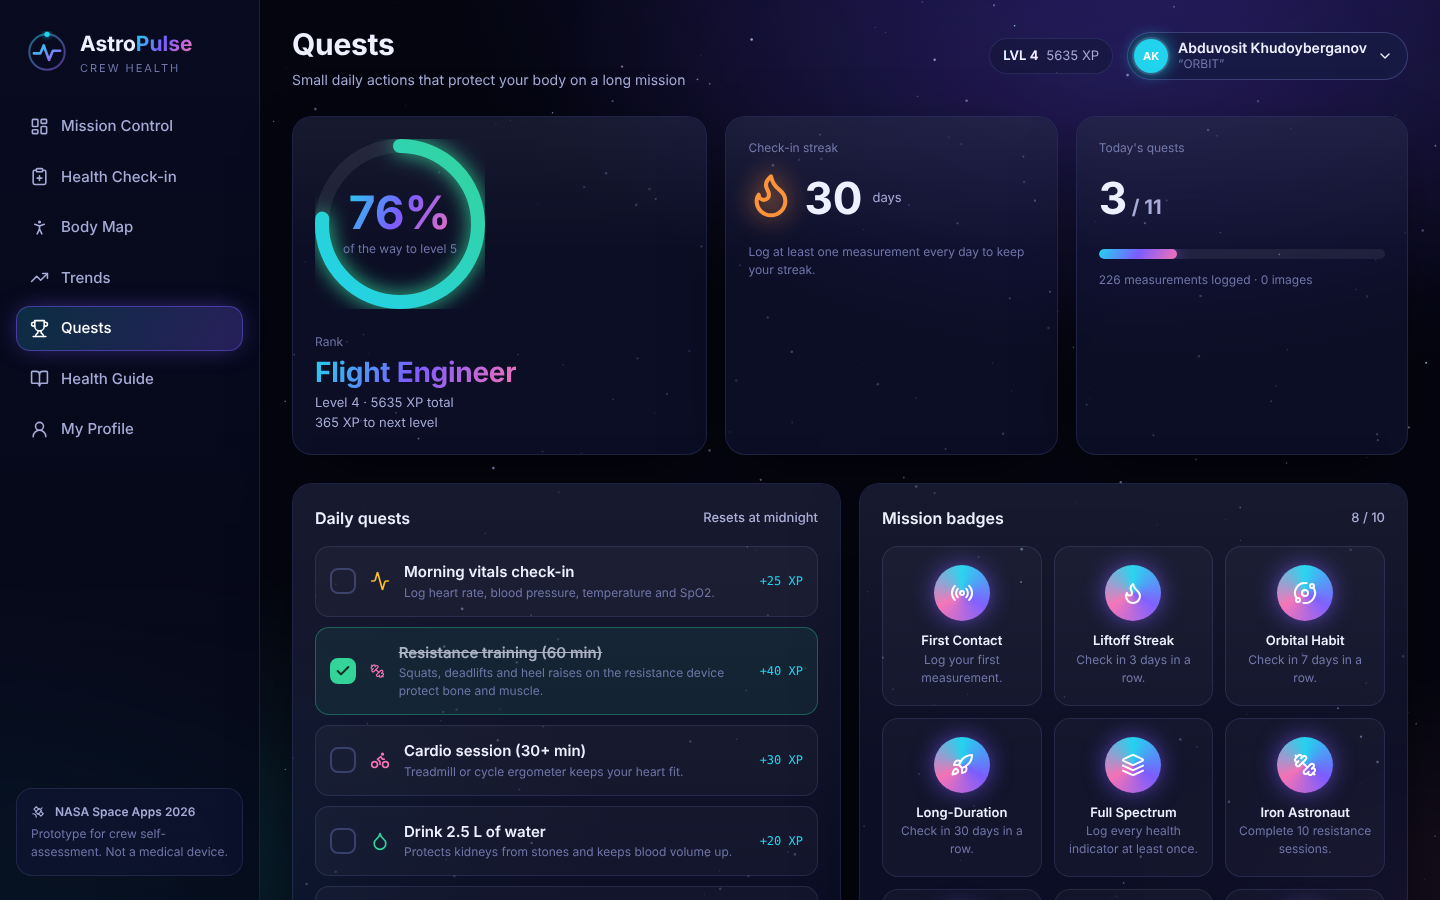 AstroPulse
CREW HEALTH
Mission Control
Health Check-in
Body Map
Trends
Quests
Health Guide
My Profile
NASA Space Apps 2026
Prototype for crew self-
assessment. Not a medical device.
Quests
Small daily actions that protect your body on a long mission
LVL 4 5635 XP
AK
Abduvosit Khudoyberganov
"ORBIT"
76%
of the way to level 5
Rank
Flight Engineer
Level 4 · 5635 XP total
365 XP to next level
Check-in streak
30 days
Log at least one measurement every day to keep
your streak.
Today's quests
3 / 11
226 measurements logged · 0 images
Daily quests
Resets at midnight
Morning vitals check-in
Log heart rate, blood pressure, temperature and SpO2.
+25 XP
Resistance training (60 min)
Squats, deadlifts and heel raises on the resistance device
protect bone and muscle.
+40 XP
Cardio session (30+ min)
Treadmill or cycle ergometer keeps your heart fit.
+30 XP
Drink 2.5 L of water
Protects kidneys from stones and keeps blood volume up.
+20 XP
Mission badges
8 / 10
First Contact
Log your first
measurement.
Liftoff Streak
Check in 3 days in a
row.
Orbital Habit
Check in 7 days in a
row.
Long-Duration
Check in 30 days in a
row.
Full Spectrum
Log every health
indicator at least once.
Iron Astronaut
Complete 10 resistance
sessions.